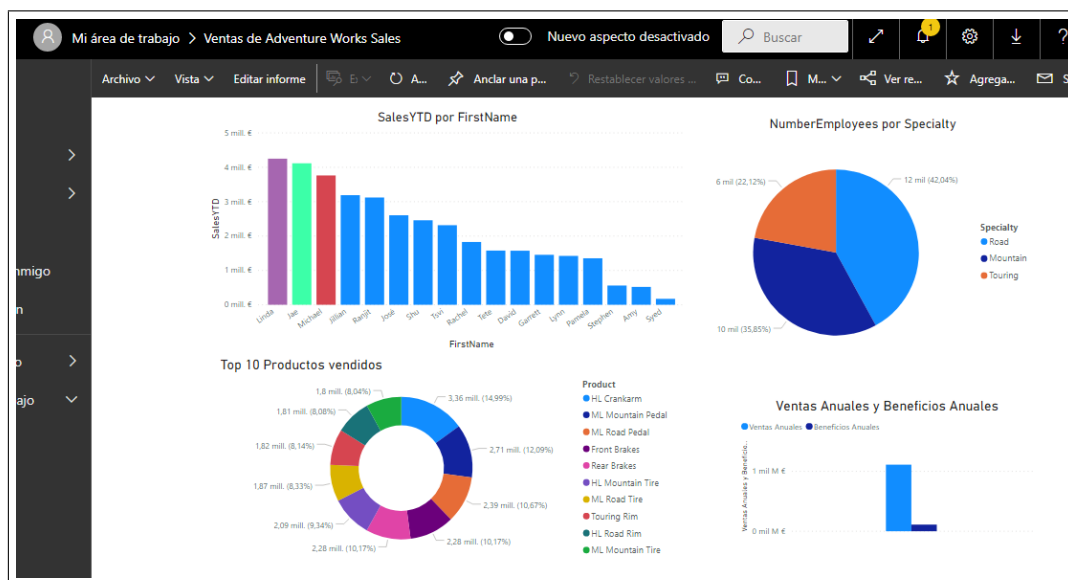 Mi área de trabajo > Ventas de Adventure Works Sales
Nuevo aspecto desactivado
Buscar
1
?
Archivo
Vista
Editar informe
A...
Anclar una p...
Restablecer valores ...
Co...
M...
Ver re...
Agrega...
S
nmigo
n
o
ajo
SalesYTD por FirstName
SalesYTD
5 mill. €
4 mill. €
3 mill. €
2 mill. €
1 mill. €
0 mill. €
Linda
Jae
Michael
Jillian
Ranjit
José
Shu
Tsvi
Rachel
Tete
David
Garrett
Lynn
Pamela
Stephen
Amy
Syed
FirstName
NumberEmployees por Specialty
6 mil (22,12%)
12 mil (42,04%)
10 mil (35,85%)
Specialty
Road
Mountain
Touring
Top 10 Productos vendidos
1,8 mill. (8,04%)
3,36 mill. (14,99%)
1,81 mill. (8,08%)
2,71 mill. (12,09%)
1,82 mill. (8,14%)
1,87 mill. (8,33%)
2,39 mill. (10,67%)
2,09 mill. (9,34%)
2,28 mill. (10,17%)
2,28 mill. (10,17%)
Product
HL Crankarm
ML Mountain Pedal
ML Road Pedal
Front Brakes
Rear Brakes
HL Mountain Tire
ML Road Tire
Touring Rim
HL Road Rim
ML Mountain Tire
Ventas Anuales y Beneficios Anuales
Ventas Anuales
Beneficios Anuales
Ventas Anuales y Beneficio...
1 mil M €
0 mil M €